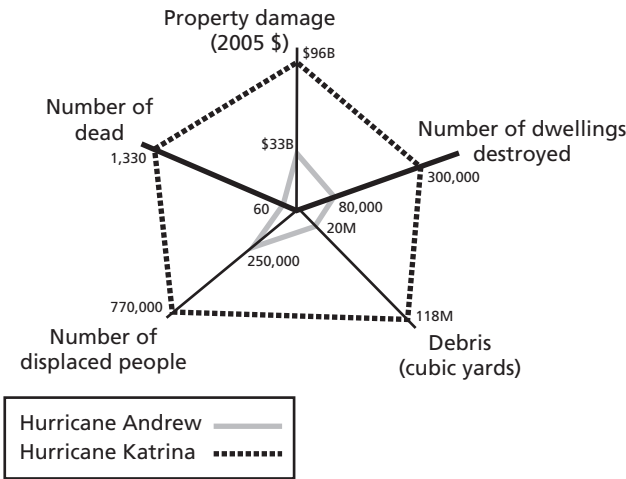 Property damage
(2005 $)
$96B
Number of
dead
1,330
$33B
Number of dwellings
destroyed
300,000
60
80,000
20M
250,000
770,000
118M
Number of
displaced people
Debris
(cubic yards)
Hurricane Andrew
Hurricane Katrina